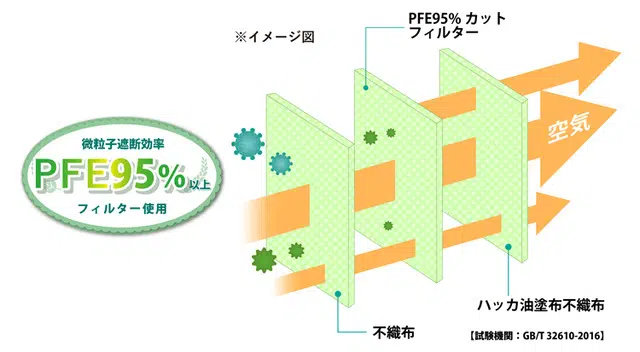 ※イメージ図
PFE95% カット
フィルター
微粒子遮断効率
PFE95%以上
フィルター使用
空気
不織布
ハッカ油塗布不織布
【試験機関：GB/T 32610-2016】